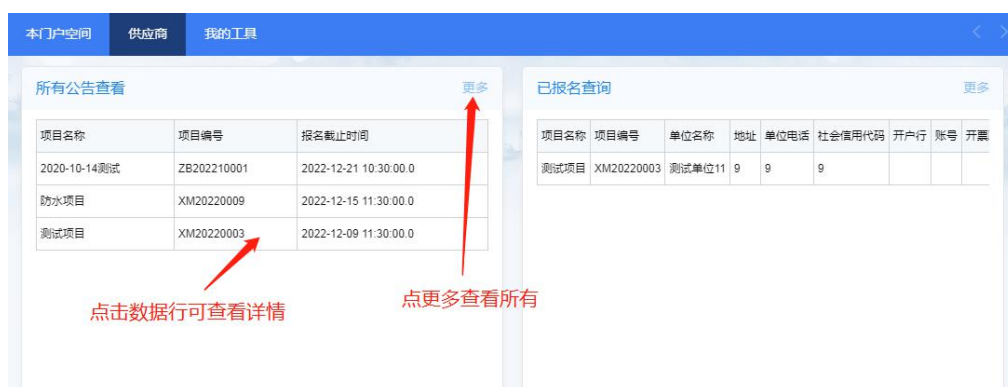 本门户空间 供应商 我的工具
所有公告查看 更多
项目名称 项目编号 报名截止时间
2020-10-14测试 ZB202210001 2022-12-21 10:30:00.0
防水项目 XM20220009 2022-12-15 11:30:00.0
测试项目 XM20220003 2022-12-09 11:30:00.0
点击数据行可查看详情
点更多查看所有
已报名查询 更多
项目名称 项目编号 单位名称 地址 单位电话 社会信用代码 开户行 账号 开票
测试项目 XM20220003 测试单位11 9 9 9